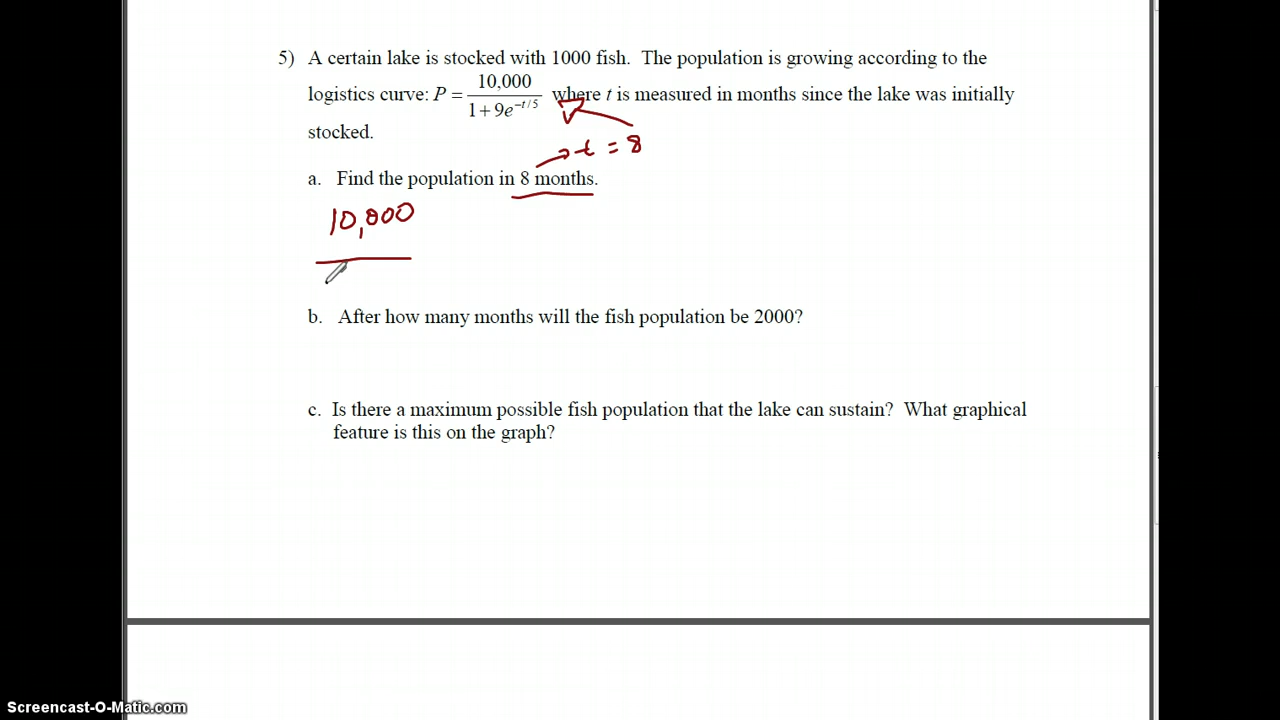 5) A certain lake is stocked with 1000 fish. The population is growing according to the
logistics curve: P = 10,000 / 1+9e^{-t/5} where t is measured in months since the lake was initially
stocked.
t = 8
a. Find the population in 8 months.
10,000
b. After how many months will the fish population be 2000?
c. Is there a maximum possible fish population that the lake can sustain? What graphical
feature is this on the graph?
Screencast-O-Matic.com